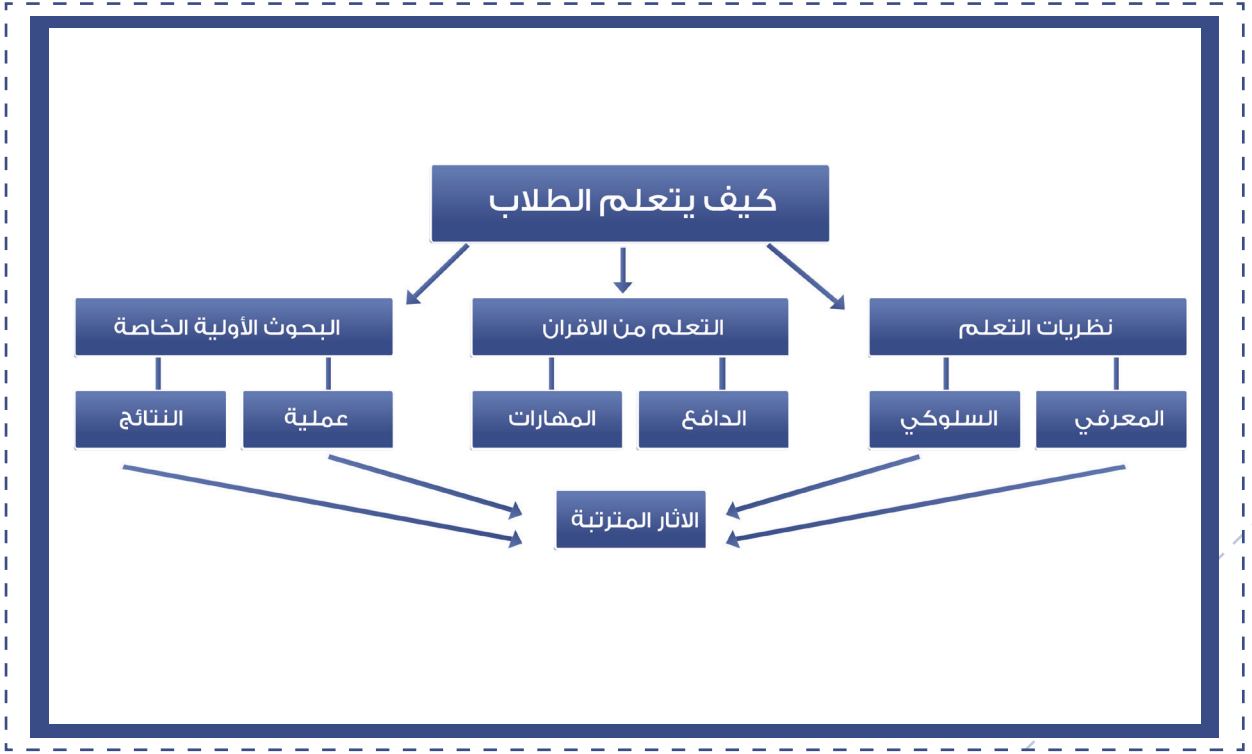 كيف يتعلم الطلاب
نظريات التعلم
التعلم من الاقران
البحوث الأولية الخاصة
المعرفي
السلوكي
الدافع
المهارات
عملية
النتائج
الاثار المترتبة